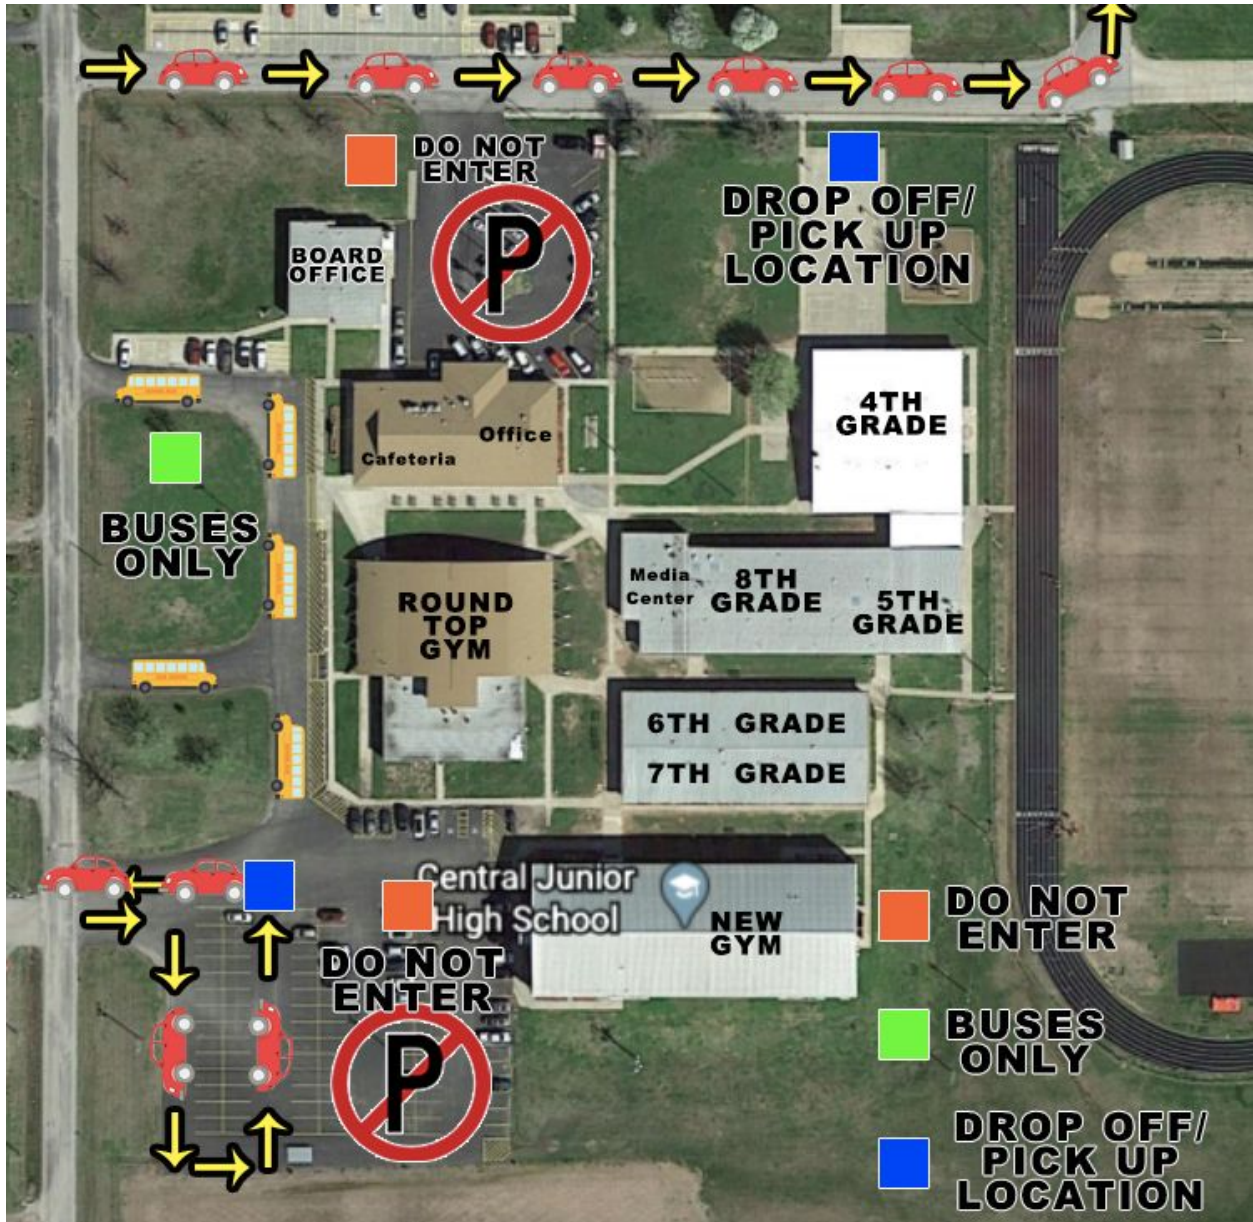 DO NOT
ENTER
P
DROP OFF/
PICK UP
LOCATION
BOARD
OFFICE
4TH
GRADE
Office
Cafeteria
BUSES
ONLY
ROUND
TOP
GYM
Media
Center
8TH
GRADE
5TH
GRADE
6TH GRADE
7TH GRADE
Central Junior
High School
NEW
GYM
DO NOT
ENTER
P
DO NOT
ENTER
BUSES
ONLY
DROP OFF/
PICK UP
LOCATION